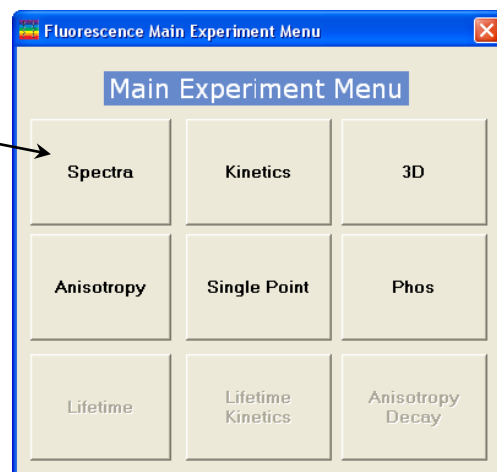 Fluorescence Main Experiment Menu
Main Experiment Menu
Spectra
Kinetics
3D
Anisotropy
Single Point
Phos
Lifetime
Lifetime
Kinetics
Anisotropy
Decay